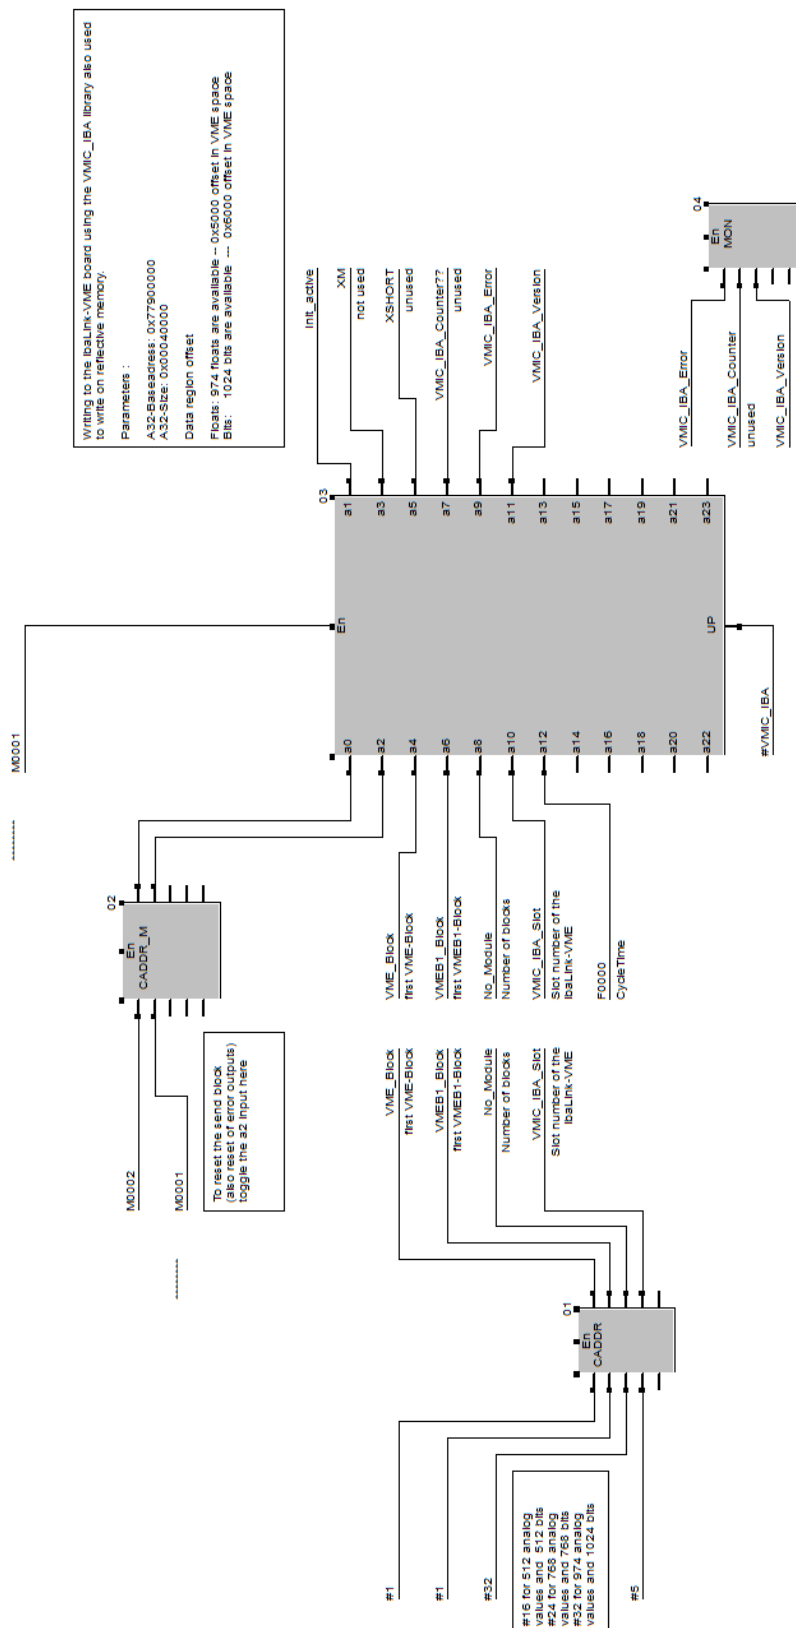 Writing to the ibaLink-VME board using the VMIC_IBA library also used
to write on reflective memory.
Parameters :
A32-Baseadress: 0x77900000
A32-Size: 0x00040000
Data region offset
Floats: 974 floats are available -- 0x5000 offset in VME space
Bits: 1024 bits are available --- 0x6000 offset in VME space
M0001
--------
M0002
M0001
--------
02
En
CADDR_M
To reset the send block
(also reset of error outputs)
toggle the a2 input here
#1
#1
#32
#16 for 512 analog
values and 512 bits
#24 for 768 analog
values and 768 bits
#32 for 974 analog
values and 1024 bits
#5
01
En
CADDR
VME_Block
first VME-Block
VMEB1_Block
first VMEB1-Block
No_Module
Number of blocks
VMIC_IBA_Slot
Slot number of the
ibaLink-VME
VME_Block
first VME-Block
VMEB1_Block
first VMEB1-Block
No_Module
Number of blocks
VMIC_IBA_Slot
Slot number of the
ibaLink-VME
F0000
CycleTime
03
En
a0
a1
a2
a3
a4
a5
a6
a7
a8
a9
a10
a11
a12
a13
a14
a15
a16
a17
a18
a19
a20
a21
a22
a23
UP
#VMIC_IBA
Init_active
XM
not used
XSHORT
unused
VMIC_IBA_Counter??
unused
VMIC_IBA_Error
VMIC_IBA_Version
04
En
MON
VMIC_IBA_Error
VMIC_IBA_Counter
unused
VMIC_IBA_Version